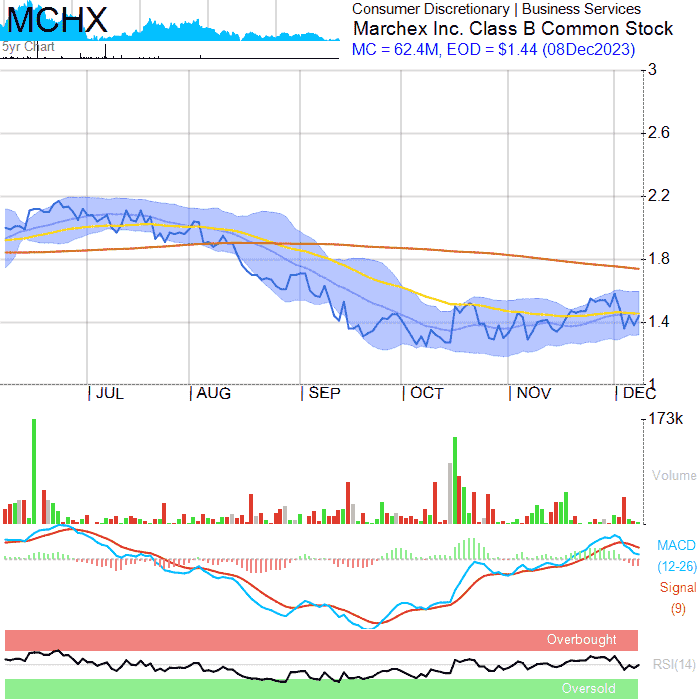 MCHX
5yr Chart
Consumer Discretionary | Business Services
Marchex Inc. Class B Common Stock
MC = 62.4M, EOD = $1.44 (08Dec2023)
3
2.6
2.2
1.8
1.4
1
JUL AUG SEP OCT NOV DEC
173k
Volume
MACD
(12-26)
Signal
(9)
Overbought
RSI(14)
Oversold